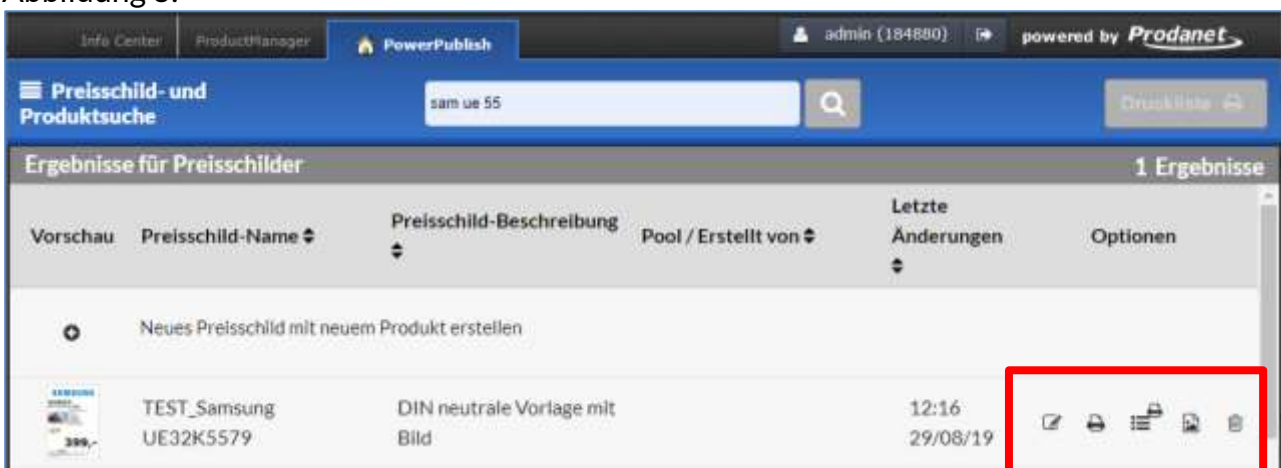 Info Center ProductManager PowerPublish admin (184880) powered by Prodanet
Preisschild- und
Produktsuche
sam ue 55
Druckliste
Ergebnisse für Preisschilder 1 Ergebnisse
Vorschau Preisschild-Name Preisschild-Beschreibung Pool / Erstellt von Letzte
Änderungen Optionen
Neues Preisschild mit neuem Produkt erstellen
SAMSUNG
399,-
TEST_Samsung
UE32K5579
DIN neutrale Vorlage mit
Bild
12:16
29/08/19